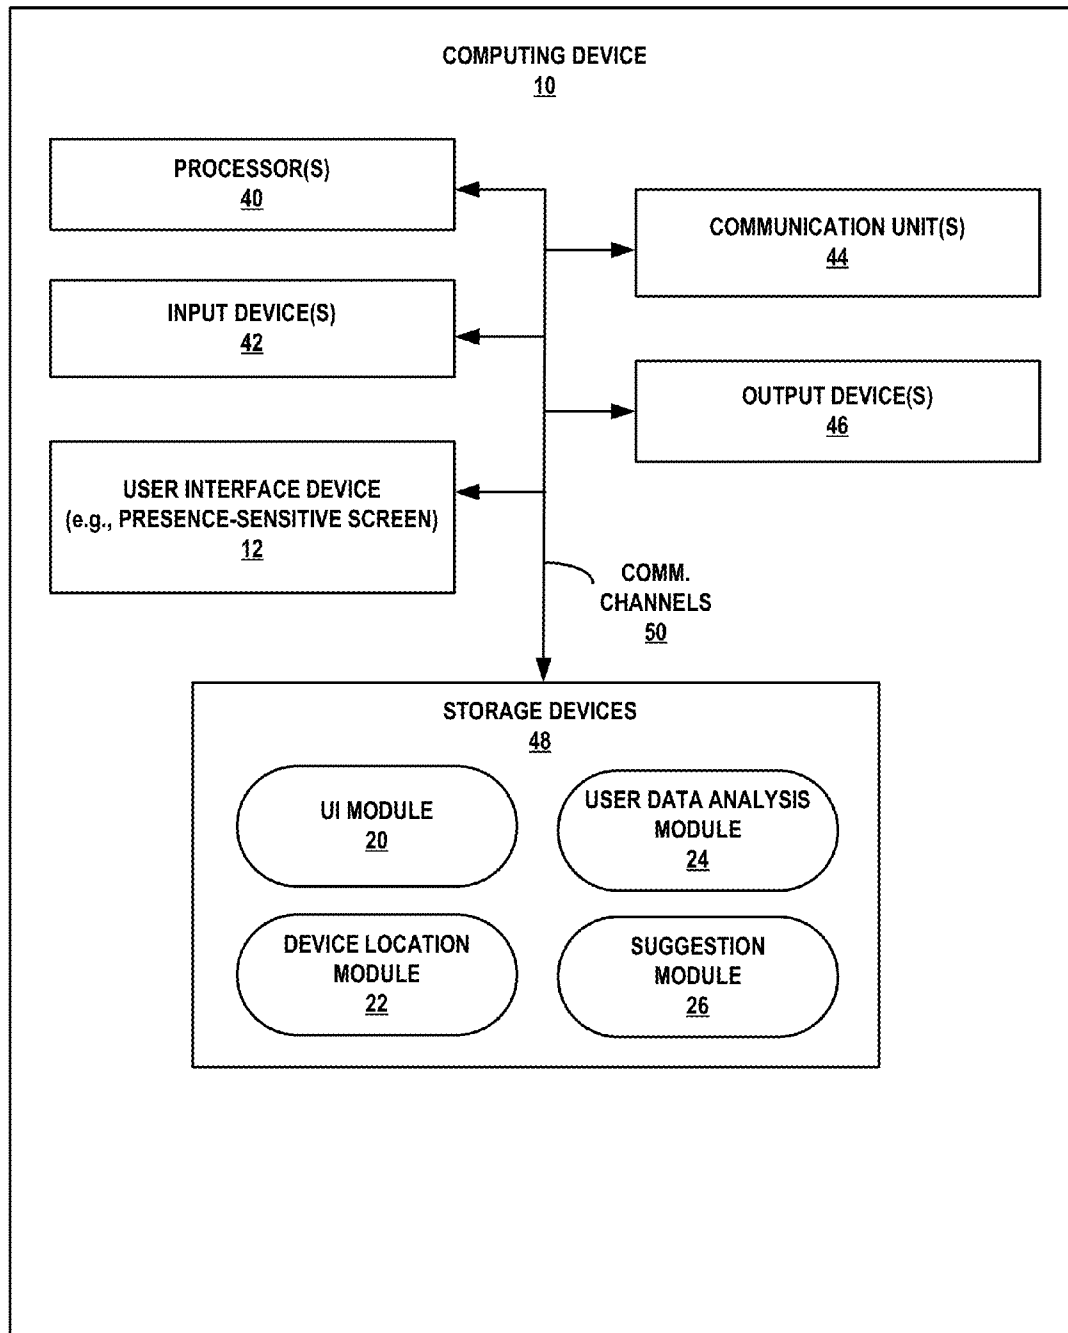 COMPUTING DEVICE
10
PROCESSOR(S)
40
COMMUNICATION UNIT(S)
44
INPUT DEVICE(S)
42
OUTPUT DEVICE(S)
46
USER INTERFACE DEVICE
(e.g., PRESENCE-SENSITIVE SCREEN)
12
COMM.
CHANNELS
50
STORAGE DEVICES
48
UI MODULE
20
USER DATA ANALYSIS
MODULE
24
DEVICE LOCATION
MODULE
22
SUGGESTION
MODULE
26